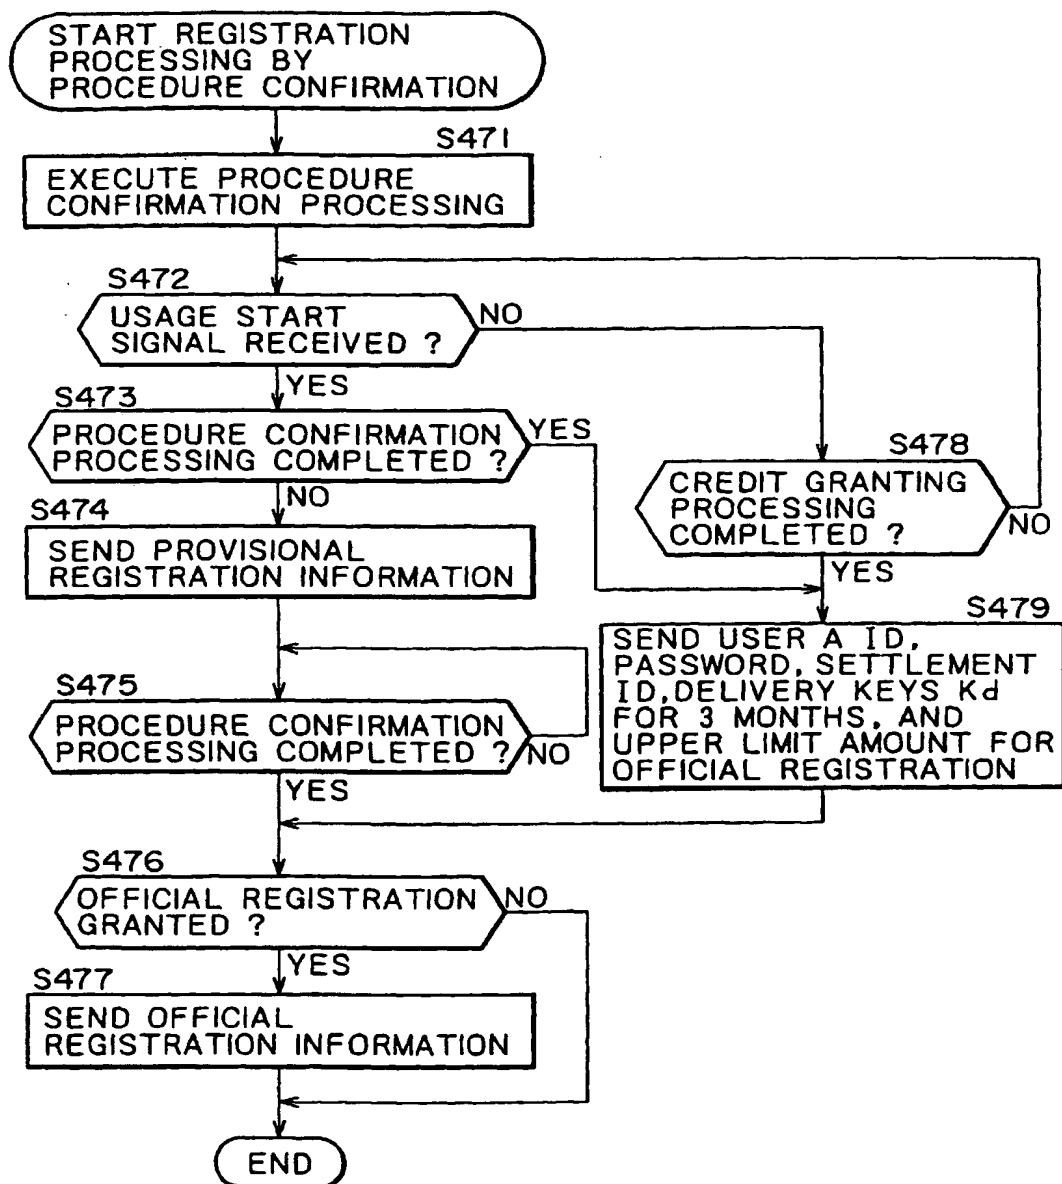 START REGISTRATION
PROCESSING BY
PROCEDURE CONFIRMATION
S471
EXECUTE PROCEDURE
CONFIRMATION PROCESSING
S472
USAGE START
SIGNAL RECEIVED ?
NO
YES
S473
PROCEDURE CONFIRMATION
PROCESSING COMPLETED ?
YES
NO
S478
CREDIT GRANTING
PROCESSING
COMPLETED ?
NO
YES
S474
SEND PROVISIONAL
REGISTRATION INFORMATION
S479
SEND USER A ID,
PASSWORD, SETTLEMENT
ID,DELIVERY KEYS Kd
FOR 3 MONTHS, AND
UPPER LIMIT AMOUNT FOR
OFFICIAL REGISTRATION
S475
PROCEDURE CONFIRMATION
PROCESSING COMPLETED ?
NO
YES
S476
OFFICIAL REGISTRATION
GRANTED ?
NO
YES
S477
SEND OFFICIAL
REGISTRATION INFORMATION
END